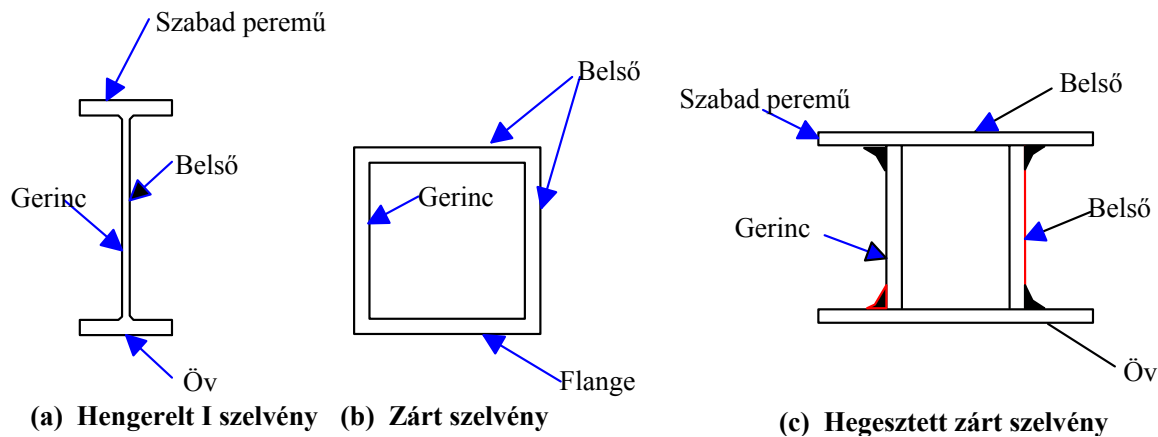 Szabad peremű
Belső
Gerinc
Öv
(a) Hengerelt I szelvény
Belső
Gerinc
Flange
(b) Zárt szelvény
Belső
Szabad peremű
Gerinc
Belső
Öv
(c) Hegesztett zárt szelvény